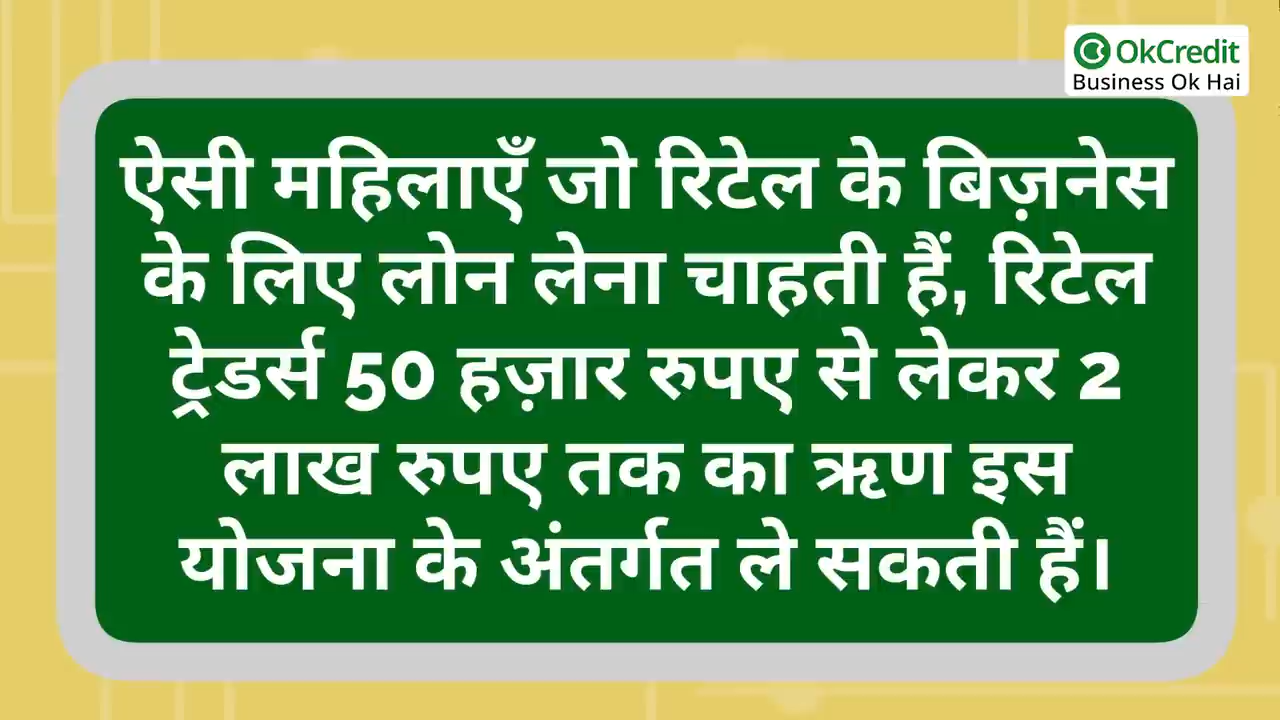 OkCredit
Business Ok Hai
ऐसी महिलाएँ जो रिटेल के बिज़नेस
के लिए लोन लेना चाहती हैं, रिटेल
ट्रेडर्स 50 हज़ार रुपए से लेकर 2
लाख रुपए तक का ऋण इस
योजना के अंतर्गत ले सकती हैं।